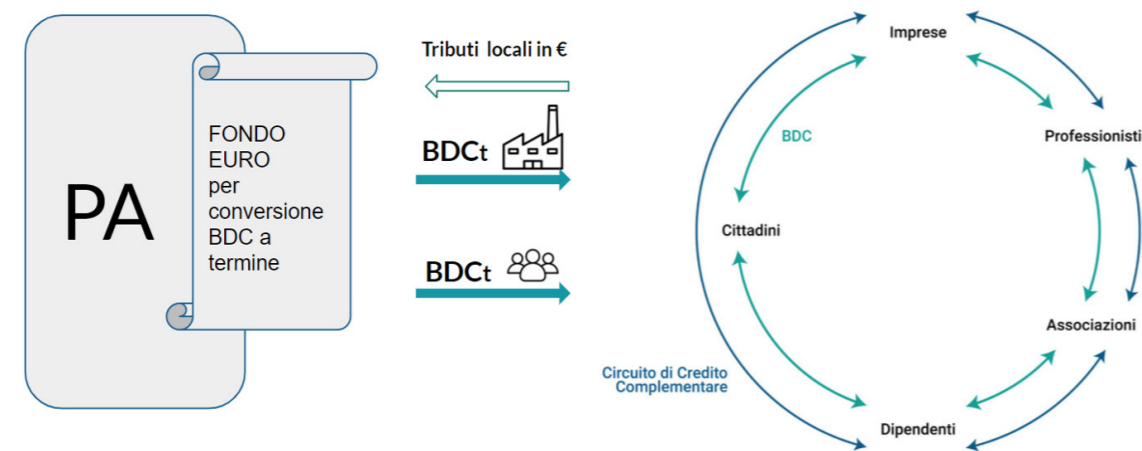 PA
FONDO
EURO
per
conversione
BDC a
termine
Tributi locali in €
BDCt
BDCt
Imprese
BDC
Professionisti
Cittadini
Associazioni
Circuito di Credito
Complementare
Dipendenti